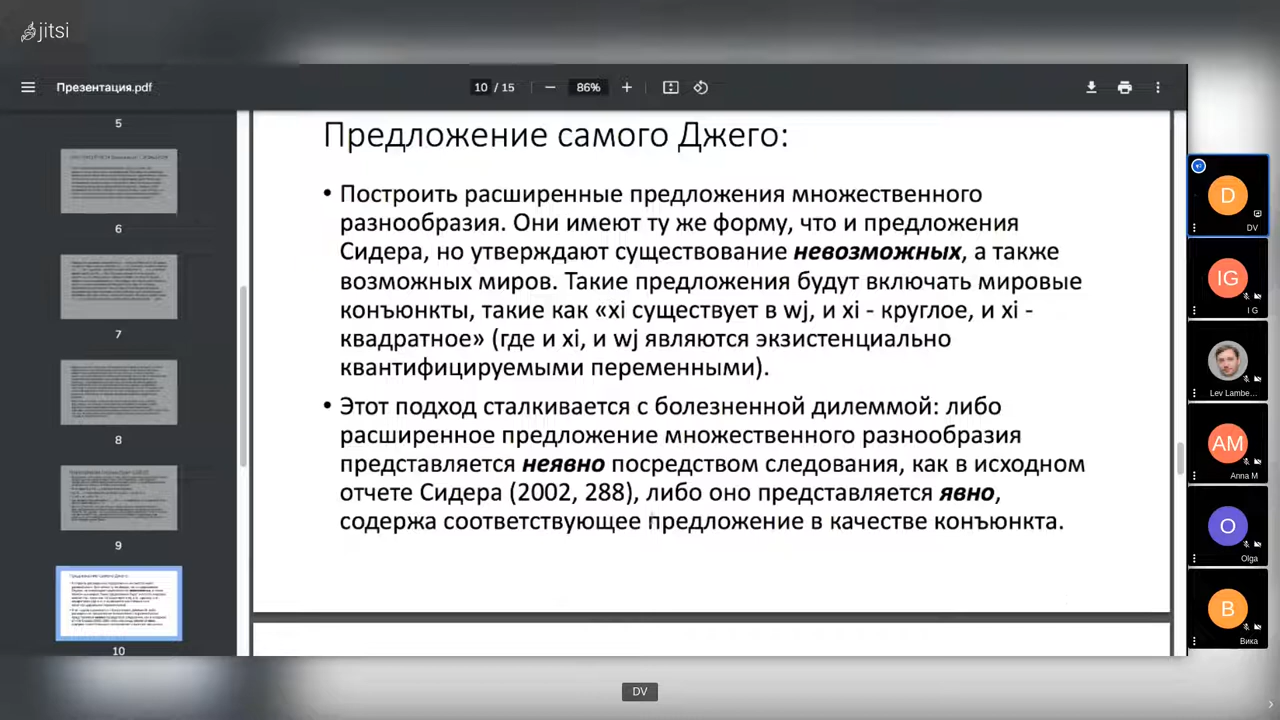 jitsi
Презентация.pdf
10 / 15
86%
5
6
7
8
9
10
Предложение самого Джего:
• Построить расширенные предложения множественного
разнообразия. Они имеют ту же форму, что и предложения
Сидера, но утверждают существование невозможных, а также
возможных миров. Такие предложения будут включать мировые
конъюнкты, такие как «xi существует в wj, и xi - круглое, и xi -
квадратное» (где и xi, и wj являются экзистенциально
квантифицируемыми переменными).
• Этот подход сталкивается с болезненной дилеммой: либо
расширенное предложение множественного разнообразия
представляется неявно посредством следования, как в исходном
отчете Сидера (2002, 288), либо оно представляется явно,
содержа соответствующее предложение в качестве конъюнкта.
D
DV
IG
I G
Lev Lambe...
AM
Anna M
O
Olga
В
Вика
DV